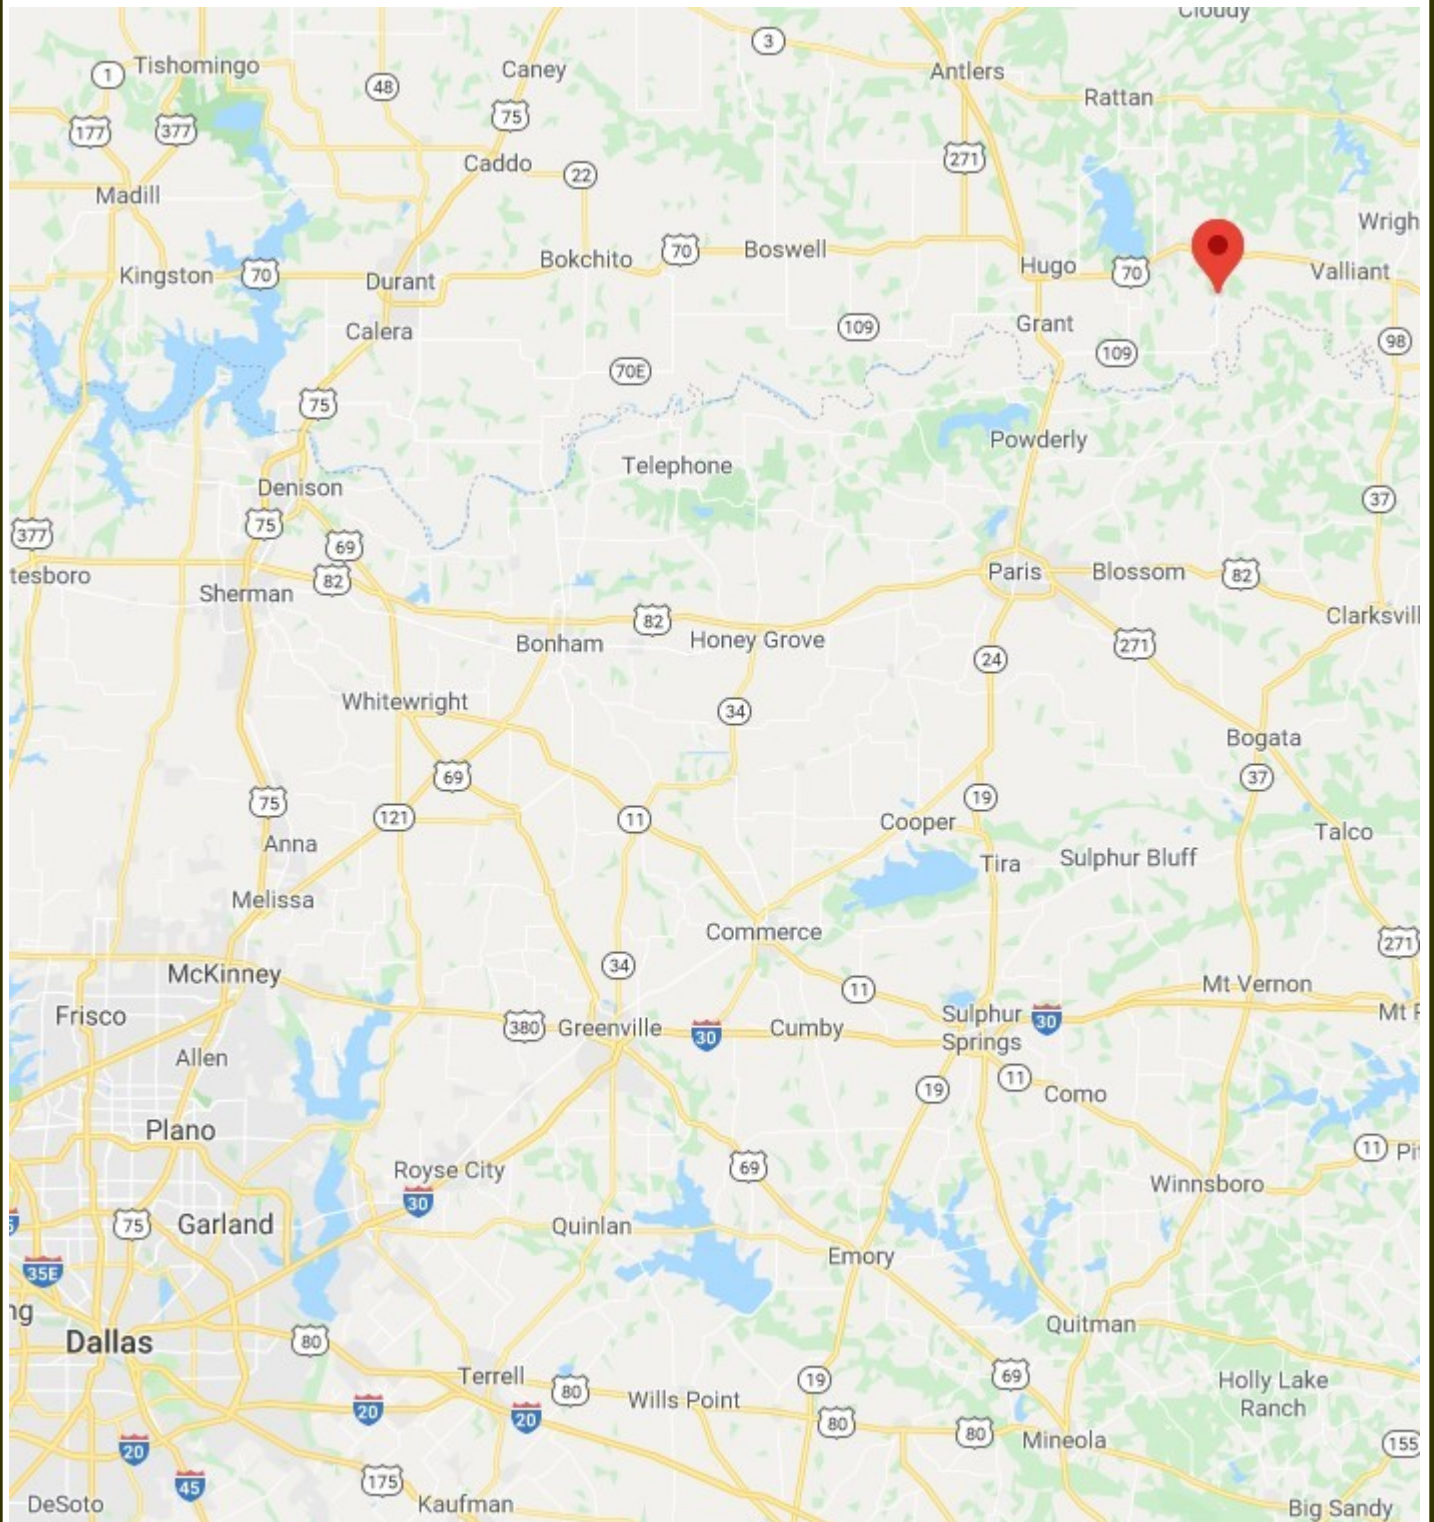 Cloudy
3
Tishomingo
Caney
Antlers
1
48
Rattan
75
177
377
271
Caddo
22
Madill
Wrigh
Boswell
70
Bokchito
Hugo
70
Valliant
Kingston
70
Durant
Grant
109
Calera
98
109
70E
75
Powderly
Telephone
Denison
37
75
377
69
tesboro
82
Paris
Blossom
82
Sherman
Clarksvill
82
Bonham
Honey Grove
271
24
Whitewright
34
Bogata
69
37
75
19
121
11
Cooper
Talco
Anna
Tira
Sulphur Bluff
Melissa
Commerce
271
34
McKinney
Mt Vernon
11
Frisco
Sulphur
Springs
30
Mt P
380
Greenville
30
Cumby
Allen
11
19
Como
Plano
11
Pit
69
Royse City
Winnsboro
30
75
Garland
Quinlan
Emory
35E
ng
Quitman
Dallas
80
Terrell
69
19
Holly Lake
Ranch
80
Wills Point
20
20
80
80
Mineola
155
20
45
175
DeSoto
Kaufman
Big Sandy